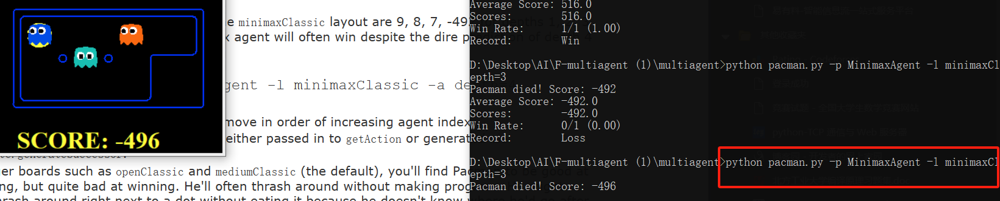 SCORE: -496
e minimaxClassic layout are 9, 8, 7, -49
agent will often win despite the dire p
gent -l minimaxClassic -a de
move in order of increasing agent index
either passed in to getAction or generat
er boards such as openClassic and mediumClassic (the default), you'll find Pac
ng, but quite bad at winning. He'll often thrash around without making prog
hrash around right next to a dot without eating it because he doesn't know
Average Score: 516.0
Scores: 516.0
Win Rate: 1/1 (1.00)
Record: Win
D:\Desktop\AI\F-multiagent (1)\multiagent>python pacman.py -p MinimaxAgent -l minimaxCl
epth=3
Pacman died! Score: -492
Average Score: -492.0
Scores: -492.0
Win Rate: 0/1 (0.00)
Record: Loss
D:\Desktop\AI\F-multiagent (1)\multiagent>python pacman.py -p MinimaxAgent -l minimaxCl
epth=3
Pacman died! Score: -496